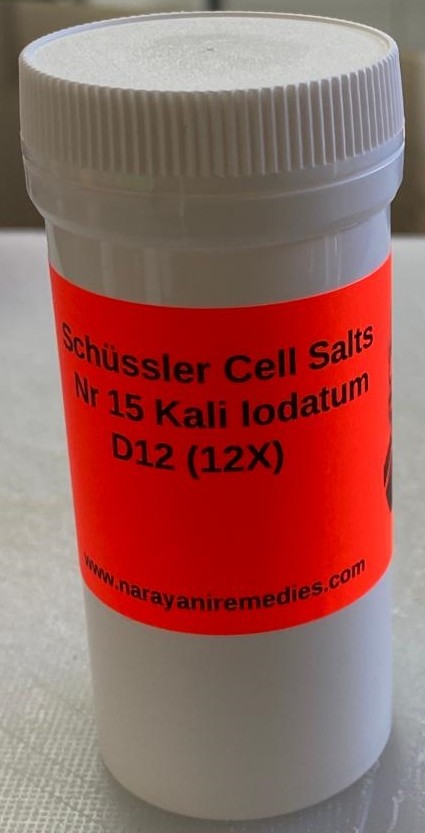 Schüssler Cell Salts
Nr 15 Kali Iodatum
D12 (12X)
www.narayaniremedies.com